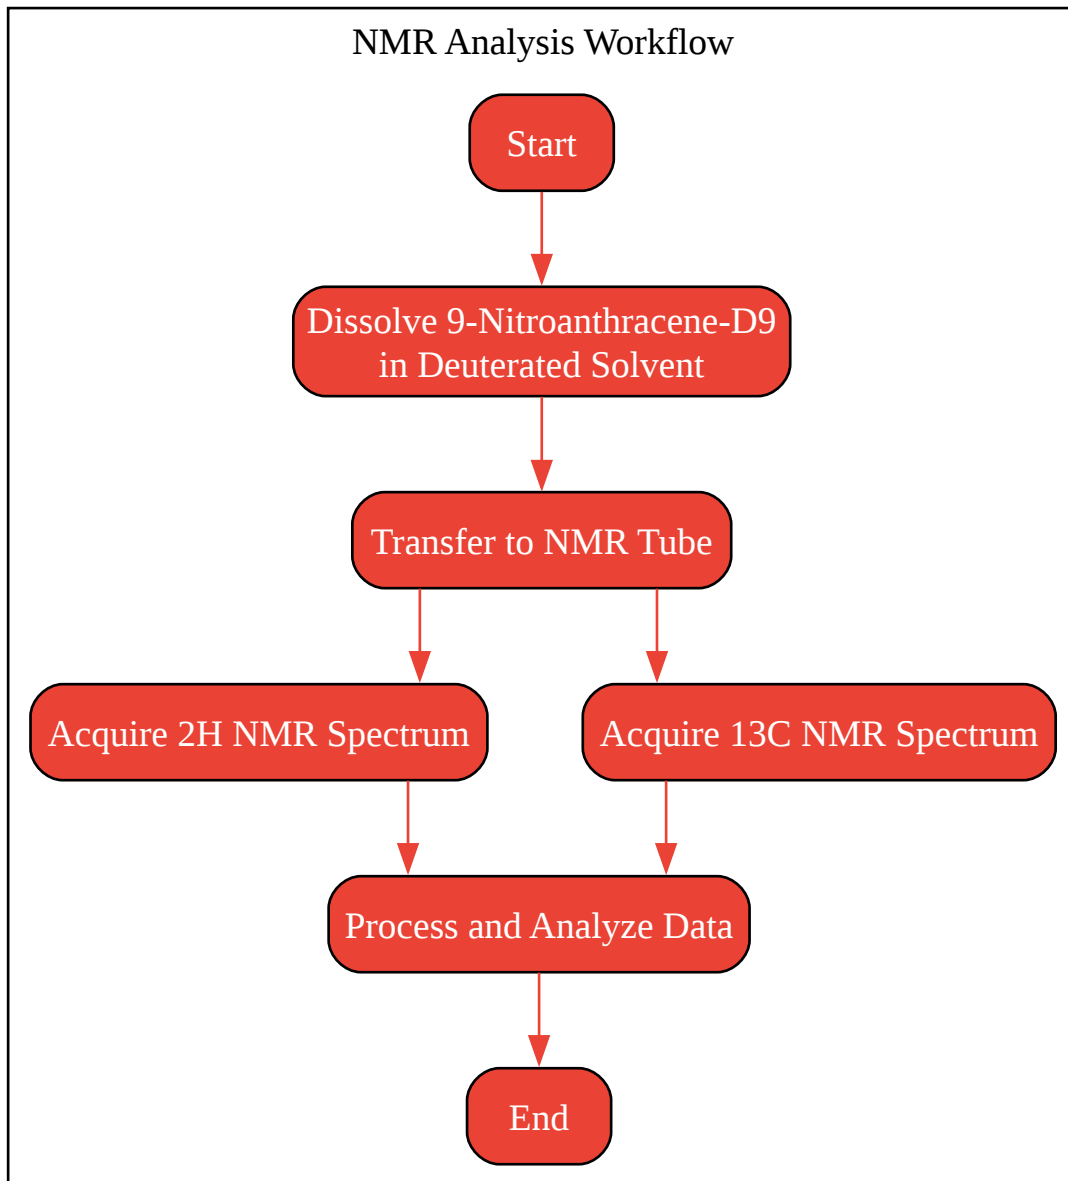 NMR Analysis Workflow
Start
Dissolve 9-Nitroanthracene-D9
in Deuterated Solvent
Transfer to NMR Tube
Acquire 2H NMR Spectrum
Acquire 13C NMR Spectrum
Process and Analyze Data
End